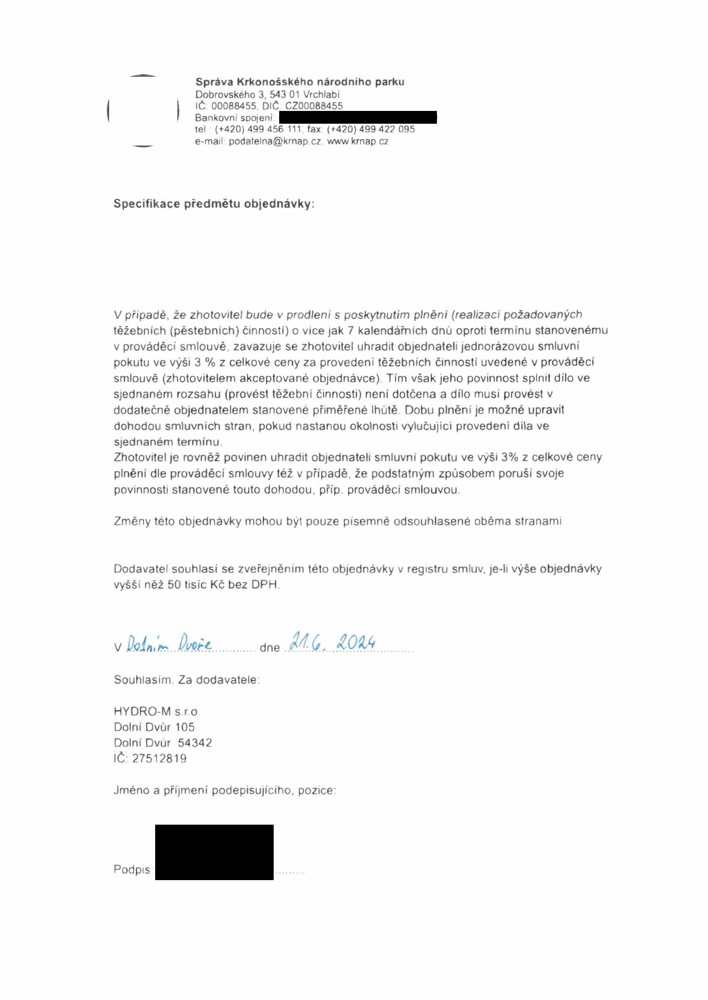 Správa Krkonošského národního parku
Dobrovského 3, 543 01 Vrchlabí
IČ: 00088455, DIČ: CZ00088455
Bankovní spojení:
tel.: (+420) 499 456 111, fax: (+420) 499 422 095
e-mail: podatelna@krnap.cz, www.krnap.cz
Specifikace předmětu objednávky:
V případě, že zhotovitel bude v prodlení s poskytnutím plnění (realizací požadovaných
těžebních (pěstebních) činností) o více jak 7 kalendářních dnů oproti termínu stanovenému
v prováděcí smlouvě, zavazuje se zhotovitel uhradit objednateli jednorázovou smluvní
pokutu ve výši 3 % z celkové ceny za provedení těžebních činností uvedené v prováděcí
smlouvě (zhotovitelem akceptované objednávce). Tím však jeho povinnost splnit dílo ve
sjednaném rozsahu (provést těžební činnosti) není dotčena a dílo musí provést v
dodatečně objednatelem stanovené přiměřené lhůtě. Dobu plnění je možné upravit
dohodou smluvních stran, pokud nastanou okolnosti vylučující provedení díla ve
sjednaném termínu.
Zhotovitel je rovněž povinen uhradit objednateli smluvní pokutu ve výši 3% z celkové ceny
plnění dle prováděcí smlouvy též v případě, že podstatným způsobem poruší svoje
povinnosti stanovené touto dohodou, příp. prováděcí smlouvou.
Změny této objednávky mohou být pouze písemně odsouhlasené oběma stranami.
Dodavatel souhlasí se zveřejněním této objednávky v registru smluv, je-li výše objednávky
vyšší něž 50 tisíc Kč bez DPH.
V Dolním Dvoře dne 21.6. 2024
Souhlasím. Za dodavatele:
HYDRO-M s.r.o.
Dolní Dvůr 105
Dolní Dvůr 54342
IČ: 27512819
Jméno a příjmení podepisujícího, pozice:
Podpis: